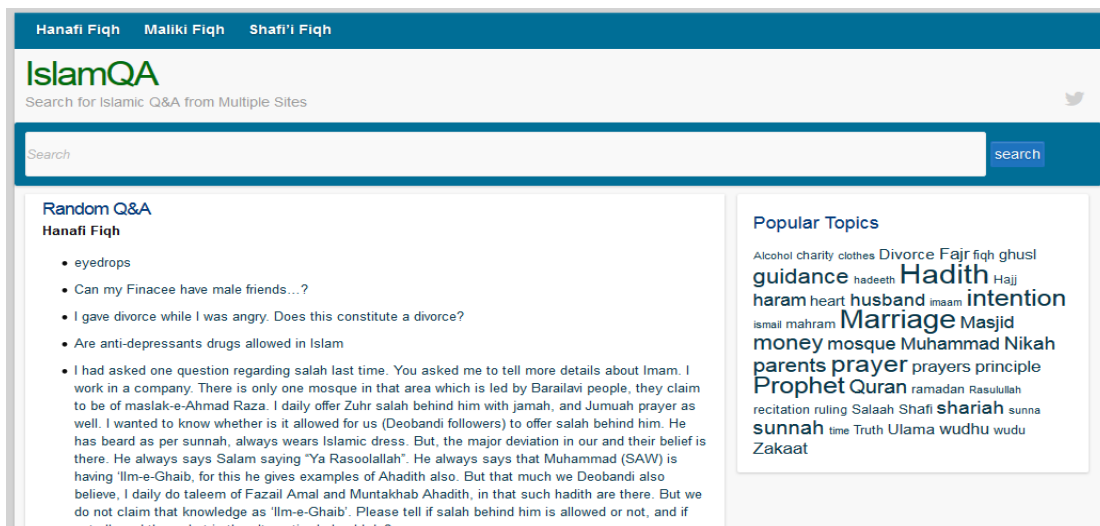 Hanafi Fiqh Maliki Fiqh Shafi'i Fiqh
IslamQA
Search for Islamic Q&A from Multiple Sites
Search
search
Random Q&A
Hanafi Fiqh
• eyedrops
• Can my Finacee have male friends…?
• I gave divorce while I was angry. Does this constitute a divorce?
• Are anti-depressants drugs allowed in Islam
• I had asked one question regarding salah last time. You asked me to tell more details about Imam. I
work in a company. There is only one mosque in that area which is led by Barailavi people, they claim
to be of maslak-e-Ahmad Raza. I daily offer Zuhr salah behind him with jamah, and Jumuah prayer as
well. I wanted to know whether is it allowed for us (Deobandi followers) to offer salah behind him. He
has beard as per sunnah, always wears Islamic dress. But, the major deviation in our and their belief is
there. He always says Salam saying "Ya Rasoolallah". He always says that Muhammad (SAW) is
having 'Ilm-e-Ghaib, for this he gives examples of Ahadith also. But that much we Deobandi also
believe, I daily do taleem of Fazail Amal and Muntakhab Ahadith, in that such hadith are there. But we
do not claim that knowledge as 'Ilm-e-Ghaib'. Please tell if salah behind him is allowed or not, and if
Popular Topics
Alcohol charity clothes Divorce Fajr fiqh ghusl
guidance hadeeth Hadith Hajj
haram heart husband imaam intention
ismail mahram Marriage Masjid
money mosque Muhammad Nikah
parents prayer prayers principle
Prophet Quran ramadan Rasulullah
recitation ruling Salaah Shafi shariah sunna
sunnah time Truth Ulama wudhu wudu
Zakaat